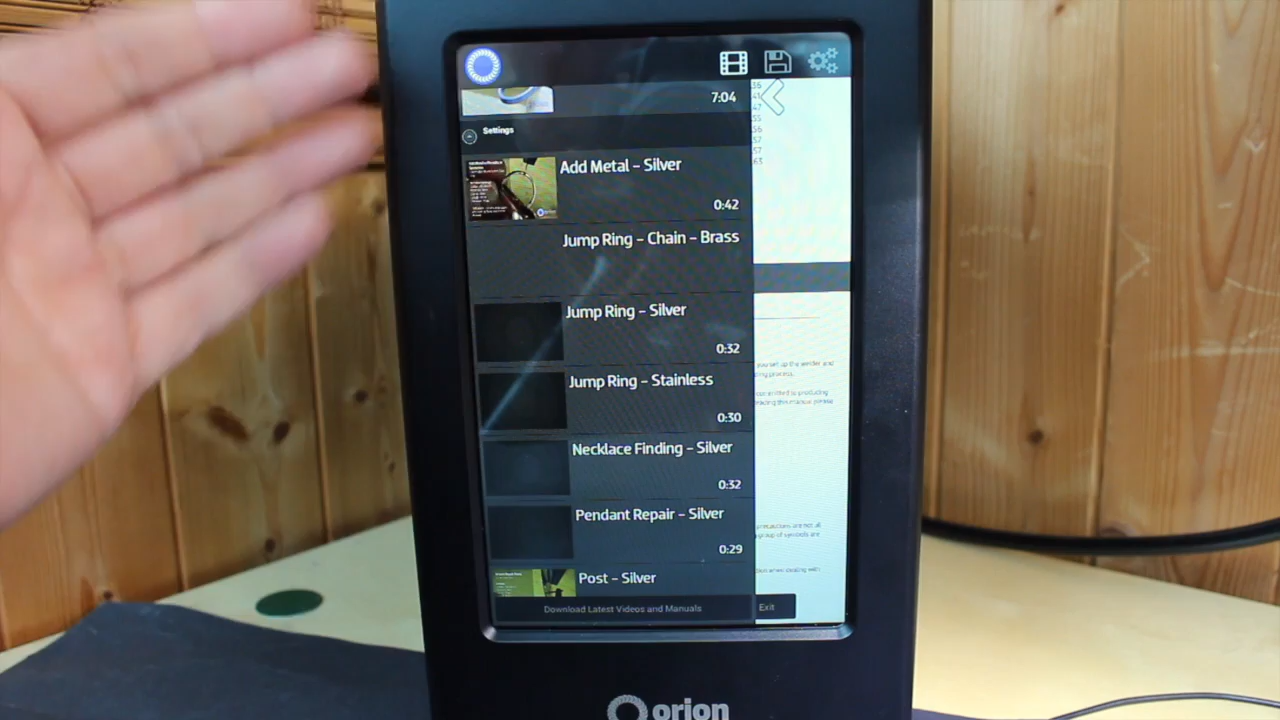 7:04
Settings
Add Metal – Silver
0:42
Jump Ring – Chain – Brass
Jump Ring – Silver
0:32
Jump Ring – Stainless
0:30
Necklace Finding – Silver
0:32
Pendant Repair – Silver
0:29
Post – Silver
Download Latest Videos and Manuals
Exit
orion